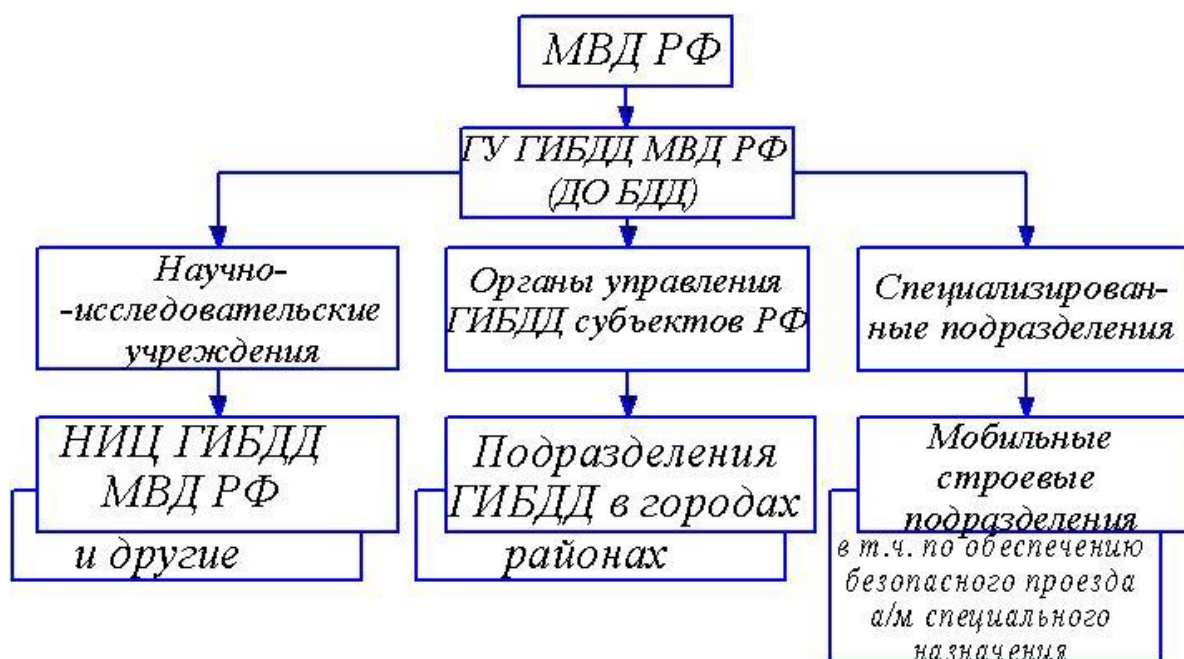 МВД РФ
ГУ ГИБДД МВД РФ
(ДО БДД)
Научно-
-исследовательские
учреждения
Органы управления
ГИБДД субъектов РФ
Специализирован-
ные подразделения
НИЦ ГИБДД
МВД РФ
и другие
Подразделения
ГИБДД в городах
районах
Мобильные
строевые
подразделения
в т.ч. по обеспечению
безопасного проезда
а/м специального
назначения